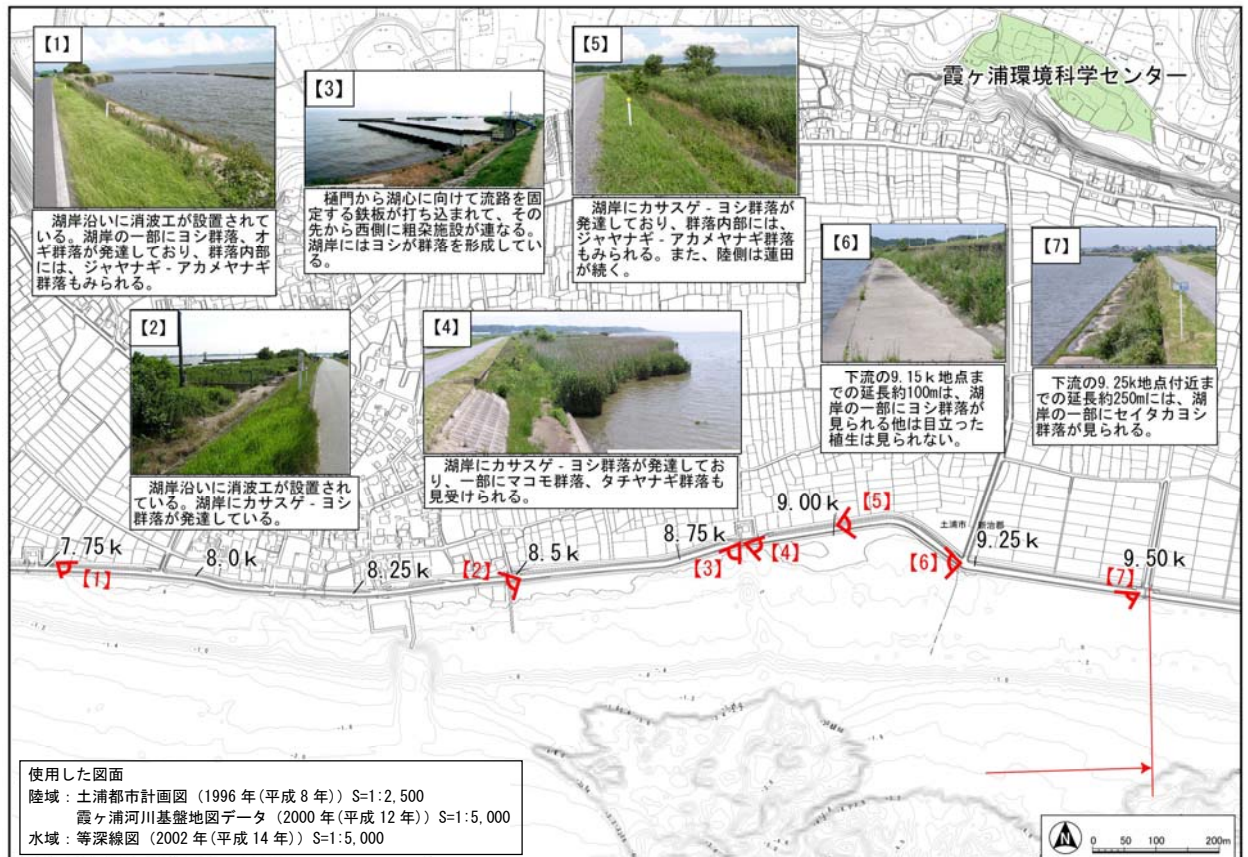 【1】
湖岸沿いに消波工が設置されて
いる。湖岸の一部にヨシ群落、オ
ギ群落が発達しており、群落内部
には、ジャヤナギ - アカメヤナギ
群落もみられる。
【3】
樋門から湖心に向けて流路を固
定する鉄板が打ち込まれて、その
先から西側に粗朶施設が連なる。
湖岸にはヨシが群落を形成してい
る。
【5】
湖岸にカサスゲ - ヨシ群落が
発達しており、群落内部には、
ジャヤナギ - アカメヤナギ群落
もみられる。また、陸側は蓮田
が続く。
霞ヶ浦環境科学センター
【6】
下流の9.15k地点ま
での延長約100mは、湖
岸の一部にヨシ群落が
見られる他は目立った
植生は見られない。
【7】
下流の9.25k地点付近ま
での延長約250mには、湖
岸の一部にセイタカヨシ
群落が見られる。
【2】
湖岸沿いに消波工が設置され
ている。湖岸にカサスゲ - ヨシ
群落が発達している。
【4】
湖岸にカサスゲ - ヨシ群落が発達してお
り、一部にマコモ群落、タチヤナギ群落も
見受けられる。
7.75k
【1】
8.0k
8.25k
【2】
8.5k
8.75k
【3】
【4】
9.00k
【5】
土浦市
【6】
9.25k
【7】
9.50k
使用した図面
陸域：土浦都市計画図（1996年(平成8年)）S=1:2,500
霞ヶ浦河川基盤地図データ（2000年(平成12年)）S=1:5,000
水域：等深線図（2002年(平成14年)）S=1:5,000
N
0 50 100 200m